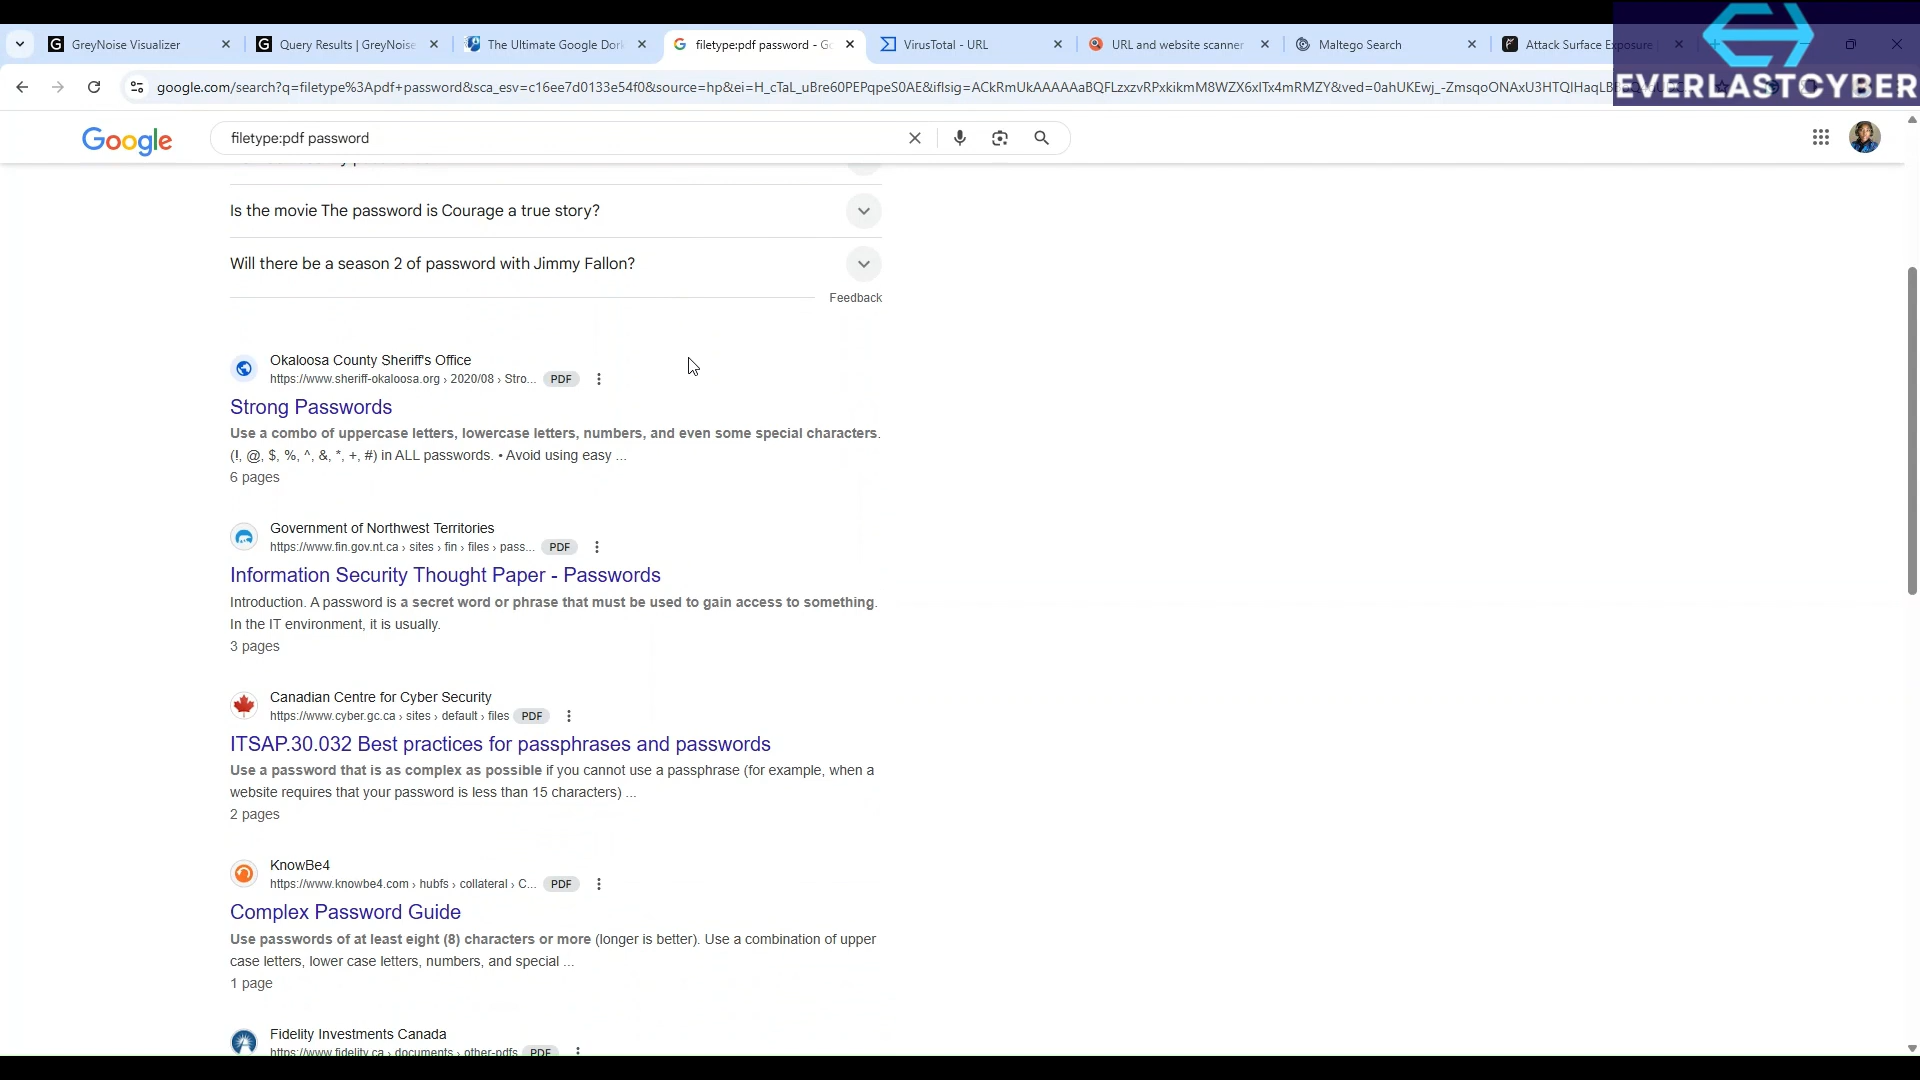 GreyNoise Visualizer
Query Results | GreyNoise
The Ultimate Google Dor
filetype:pdf password - Go
VirusTotal - URL
URL and website scanner
Maltego Search
Attack Surface Exposure
EVERLASTCYBER
google.com/search?q=filetype%3Apdf+password&sca_esv=c16ee7d0133e54f0&source=hp&ei=H_cTaL_uBre60PEPqpeS0AE&iflsig=ACkRmUkAAAAAaBQFLzxzvRPxkikmM8WZX6xITx4mRMZY&ved=0ahUKEwj_-ZmsqoONAxU3HTQIHaqLB
Google
filetype:pdf password
Is the movie The password is Courage a true story?
Will there be a season 2 of password with Jimmy Fallon?
Feedback
Okaloosa County Sheriff's Office
https://www.sheriff-okaloosa.org › 2020/08 › Stro... PDF
Strong Passwords
Use a combo of uppercase letters, lowercase letters, numbers, and even some special characters.
(!, @, $, %, ^, &, *, +, #) in ALL passwords. • Avoid using easy ...
6 pages
Government of Northwest Territories
https://www.fin.gov.nt.ca › sites › fin › files › pass... PDF
Information Security Thought Paper - Passwords
Introduction. A password is a secret word or phrase that must be used to gain access to something.
In the IT environment, it is usually.
3 pages
Canadian Centre for Cyber Security
https://www.cyber.gc.ca › sites › default › files PDF
ITSAP.30.032 Best practices for passphrases and passwords
Use a password that is as complex as possible if you cannot use a passphrase (for example, when a
website requires that your password is less than 15 characters) ...
2 pages
KnowBe4
https://www.knowbe4.com › hubfs › collateral › C... PDF
Complex Password Guide
Use passwords of at least eight (8) characters or more (longer is better). Use a combination of upper
case letters, lower case letters, numbers, and special ...
1 page
Fidelity Investments Canada
https://www.fidelity.ca › documents › other-pdfs PDF